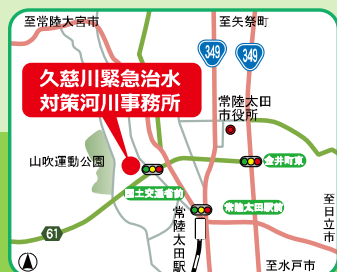 至常陸大宮市
至矢祭町
349
349
久慈川緊急治水
対策河川事務所
常陸太田
市役所
山吹運動公園
金井町東
国土交通省前
常陸太田駅前
至日立市
61
常陸太田駅
至水戸市